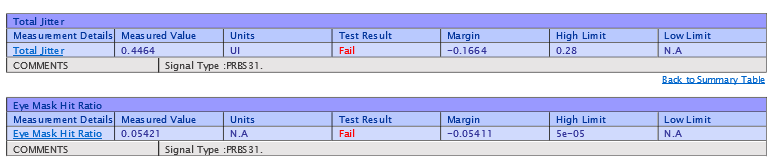 Total Jitter
Measurement Details Measured Value Units Test Result Margin High Limit Low Limit
Total Jitter 0.4464 UI Fail -0.1664 0.28 N.A
COMMENTS Signal Type :PRBS31.
Back to Summary Table
Eye Mask Hit Ratio
Measurement Details Measured Value Units Test Result Margin High Limit Low Limit
Eye Mask Hit Ratio 0.05421 N.A Fail -0.05411 5e-05 N.A
COMMENTS Signal Type :PRBS31.